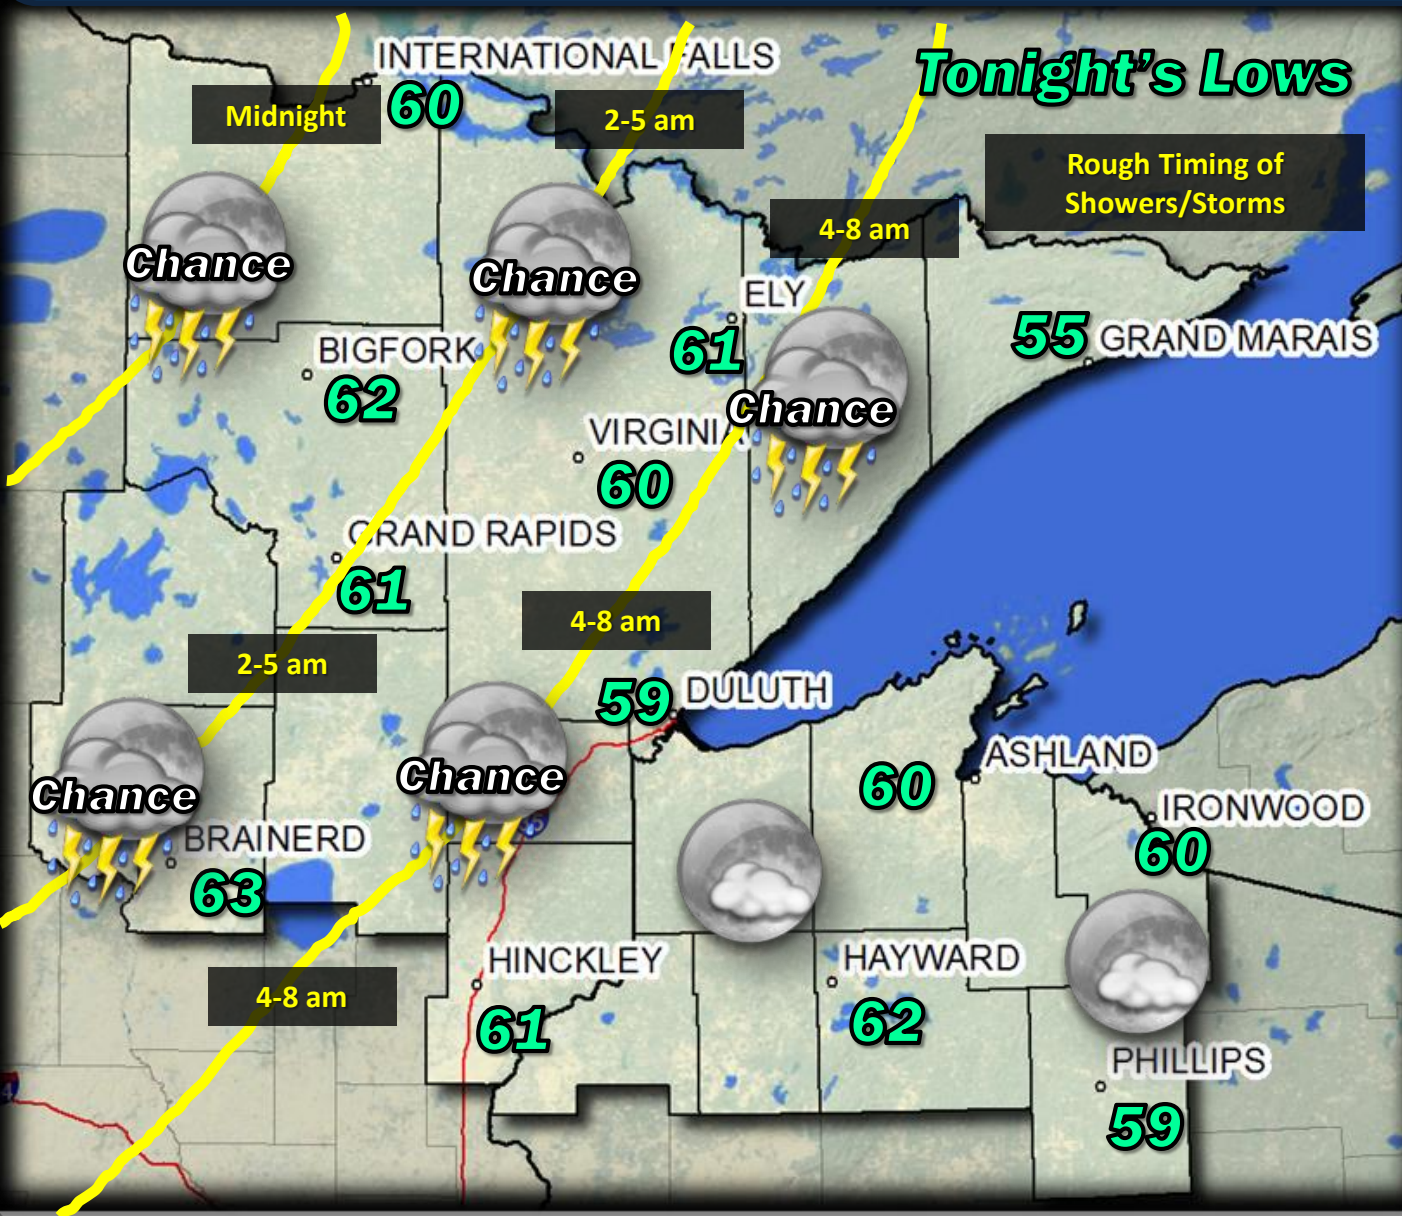 INTERNATIONAL FALLS
Tonight's Lows
60
Midnight
2-5 am
Rough Timing of
Showers/Storms
4-8 am
Chance
Chance
ELY
55
GRAND MARAIS
61
BIGFORK
62
Chance
VIRGINIA
60
GRAND RAPIDS
61
4-8 am
2-5 am
59
DULUTH
ASHLAND
Chance
Chance
60
IRONWOOD
BRAINERD
60
63
HINCKLEY
HAYWARD
4-8 am
61
62
PHILLIPS
59